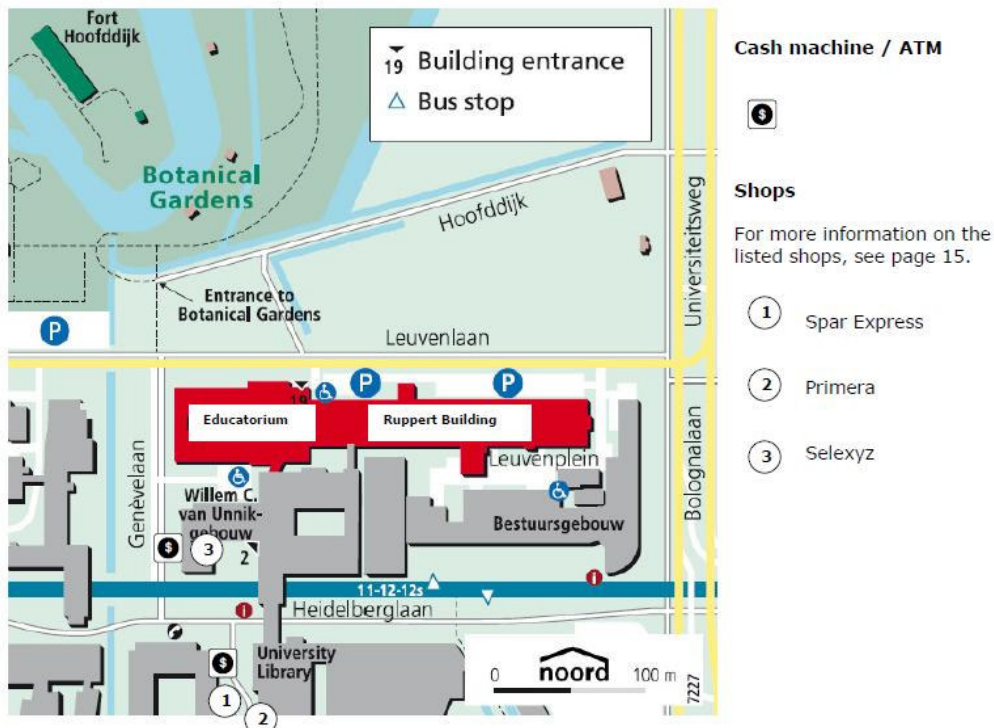 Fort
Hoofddijk
19 Building entrance
Bus stop
Botanical
Gardens
Hoofddijk
Universiteitsweg
Entrance to
Botanical Gardens
P
Leuvenlaan
P
P
19
Educatorium
Ruppert Building
Leuvenplein
Genèvelaan
Willem C.
van Unnik-
gebouw
2
$
3
Bestuursgebouw
Bolognalaan
i
11-12-12s
i
Heidelberglaan
$
University
Library
1
2
noord
0
100 m
7227
Cash machine / ATM
$
Shops
For more information on the
listed shops, see page 15.
1 Spar Express
2 Primera
3 Selexyz